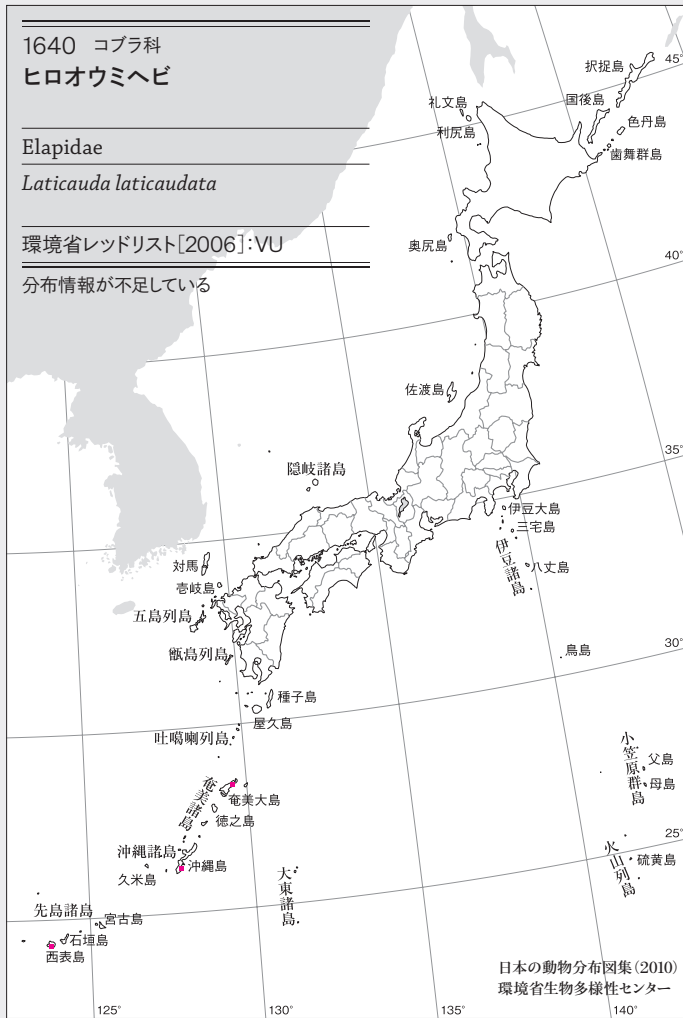 1640 コブラ科
ヒロオウミヘビ
Elapidae
Laticauda laticaudata
環境省レッドリスト[2006]:VU
分布情報が不足している
択捉島
45°
礼文島
国後島
利尻島
色丹島
歯舞群島
奥尻島
40°
佐渡島
35°
隠岐諸島
伊豆大島
三宅島
伊豆諸島
八丈島
対馬
壱岐島
五島列島
甑島列島
鳥島
30°
種子島
屋久島
吐噶喇列島
小笠原群島
父島
母島
奄美諸島
奄美大島
徳之島
25°
沖縄諸島
沖縄島
久米島
大東諸島
火山列島
硫黄島
先島諸島
宮古島
石垣島
西表島
日本の動物分布図集(2010)
環境省生物多様性センター
125°
130°
135°
140°